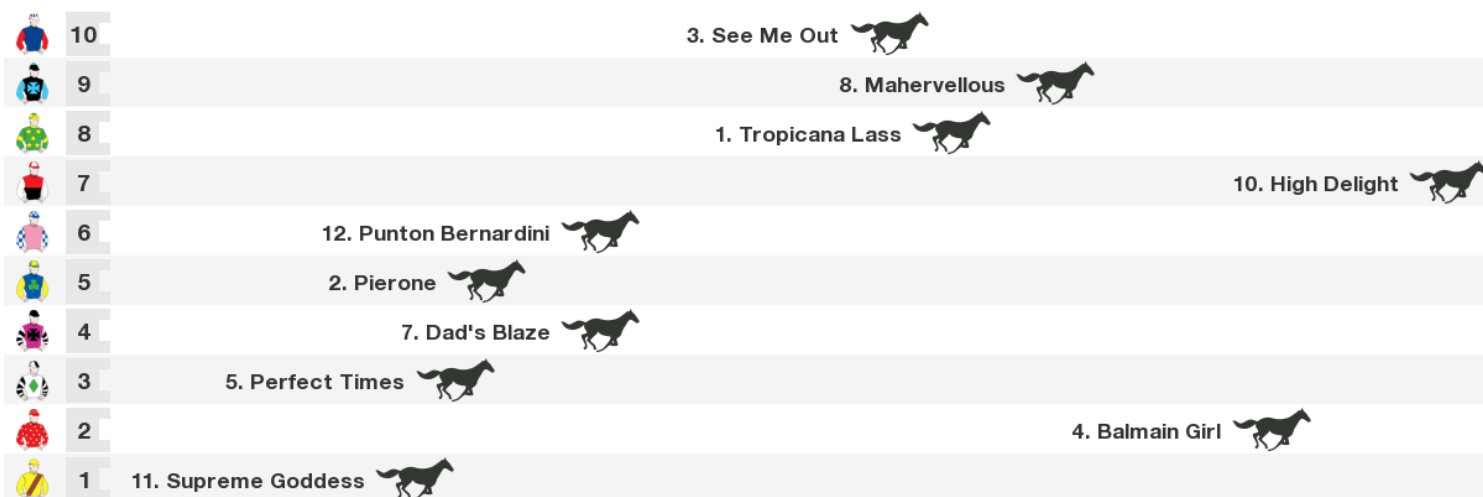 10 3. See Me Out
9 8. Mahervellous
8 1. Tropicana Lass
7 10. High Delight
6 12. Punton Bernardini
5 2. Pierone
4 7. Dad's Blaze
3 5. Perfect Times
2 4. Balmain Girl
1 11. Supreme Goddess